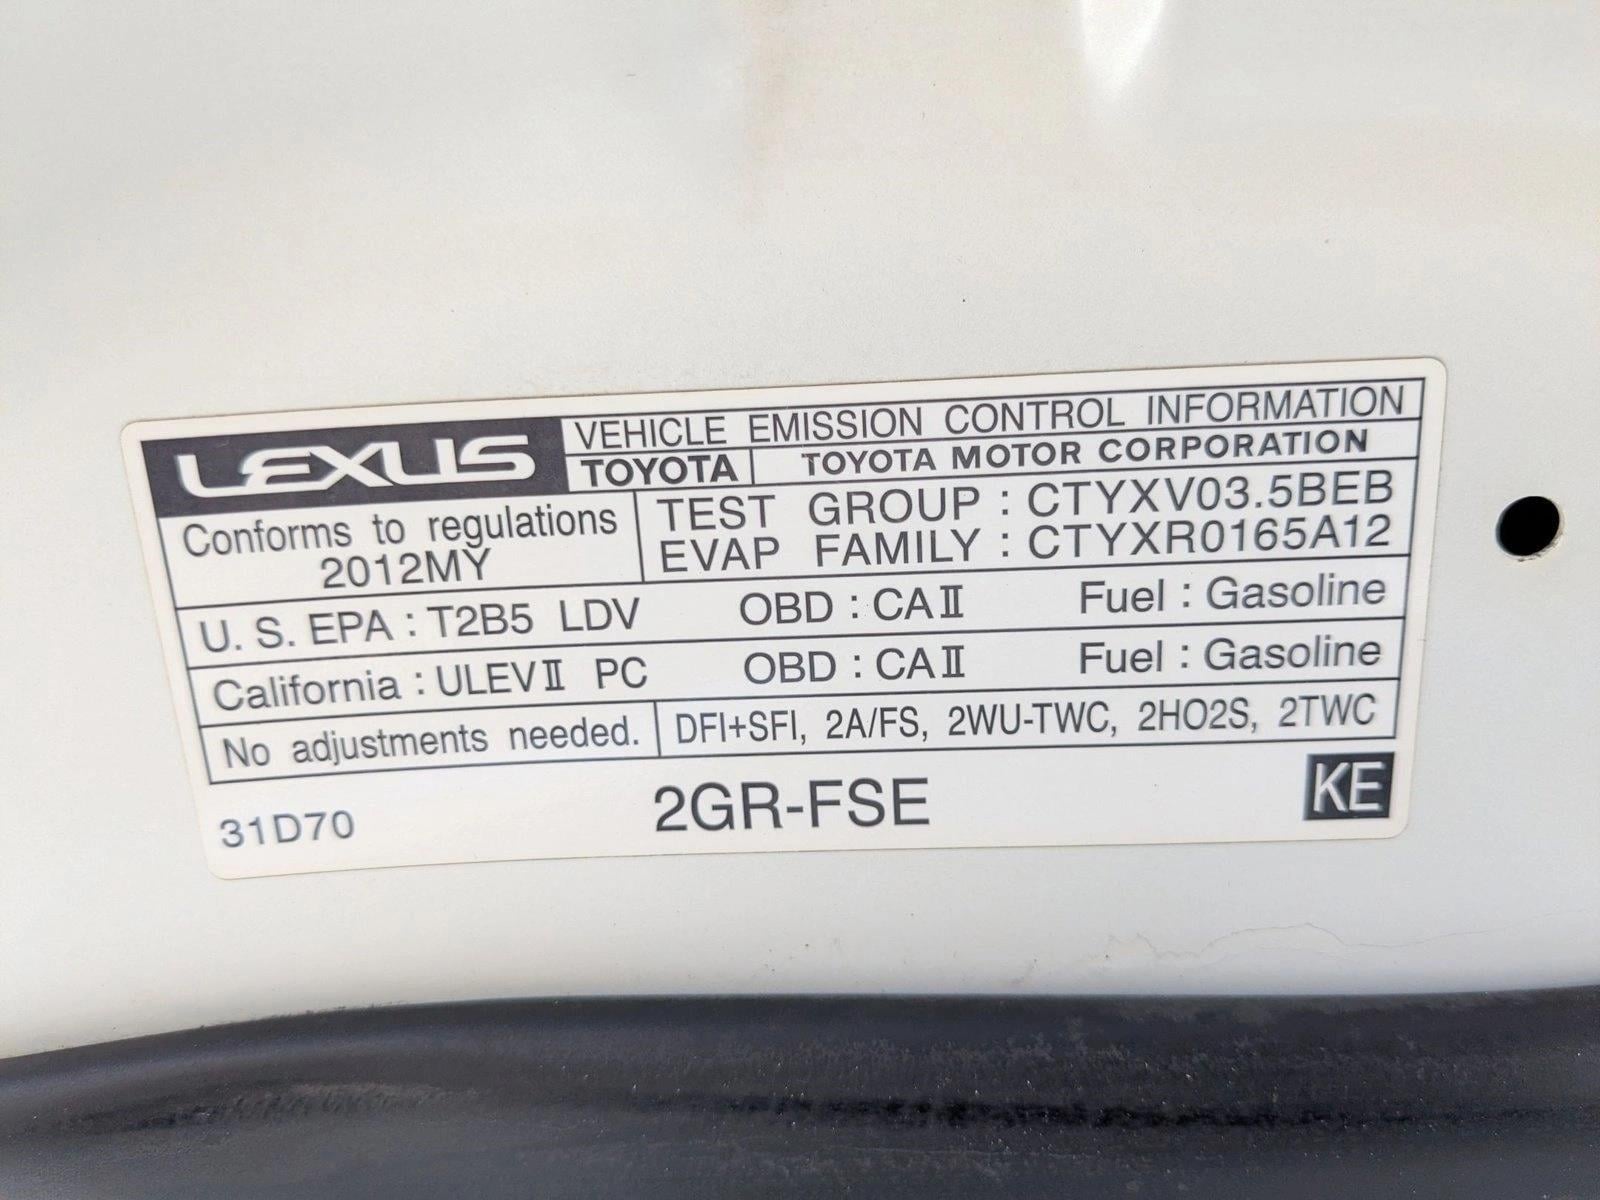 LEXUS VEHICLE EMISSION CONTROL INFORMATION
TOYOTA TOYOTA MOTOR CORPORATION
Conforms to regulations
2012MY
TEST GROUP : CTYXV03.5BEB
EVAP FAMILY : CTYXR0165A12
U. S. EPA : T2B5 LDV OBD : CAⅡ Fuel : Gasoline
California : ULEVⅡ PC OBD : CAⅡ Fuel : Gasoline
No adjustments needed. DFI+SFI, 2A/FS, 2WU-TWC, 2HO2S, 2TWC
31D70 2GR-FSE KE